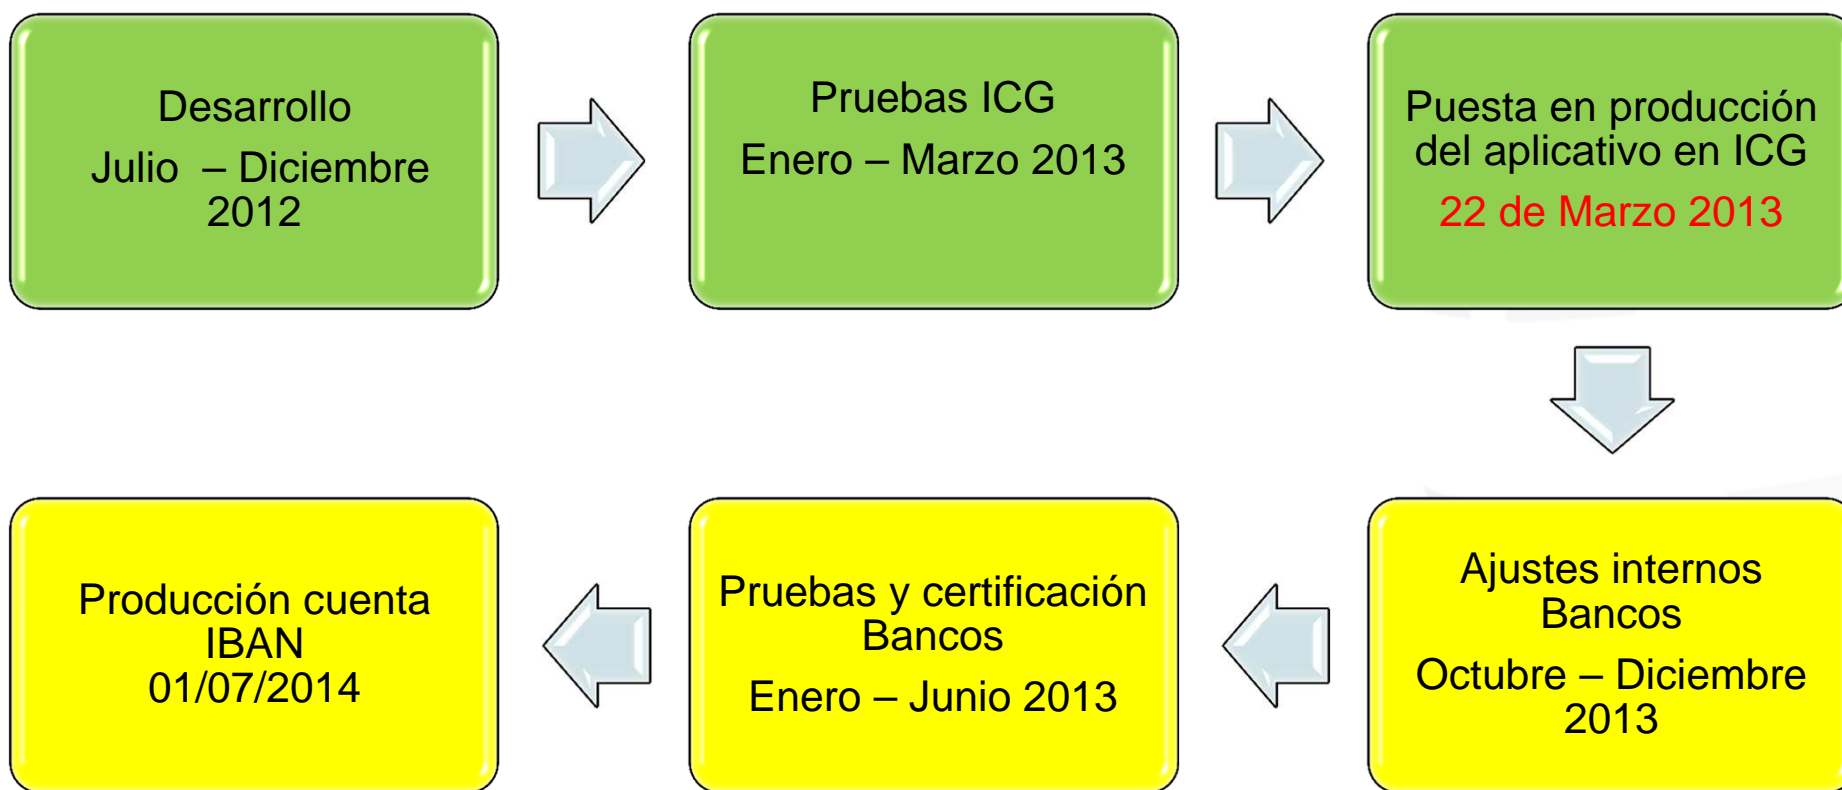 Desarrollo
Julio – Diciembre
2012
Pruebas ICG
Enero – Marzo 2013
Puesta en producción
del aplicativo en ICG
22 de Marzo 2013
Ajustes internos
Bancos
Octubre – Diciembre
2013
Pruebas y certificación
Bancos
Enero – Junio 2013
Producción cuenta
IBAN
01/07/2014